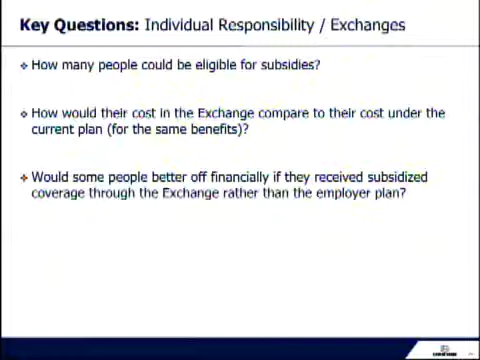 Key Questions: Individual Responsibility / Exchanges
How many people could be eligible for subsidies?
How would their cost in the Exchange compare to their cost under the
current plan (for the same benefits)?
Would some people better off financially if they received subsidized
coverage through the Exchange rather than the employer plan?